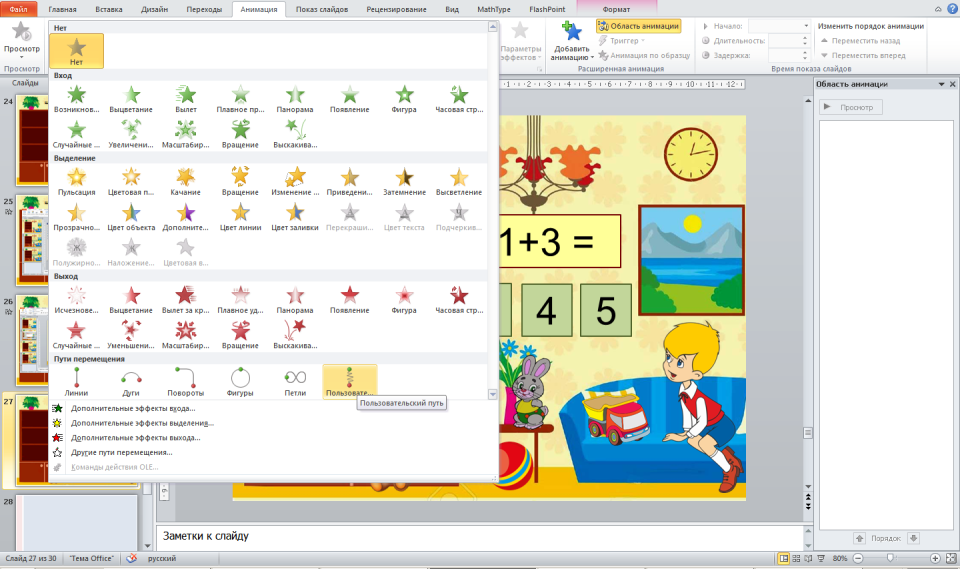 Файл Главная Вставка Дизайн Переходы Анимация Показ слайдов Рецензирование Вид MathType FlashPoint Формат
Просмотр
Просмотр
Параметры эффектов
Добавить анимацию
Область анимации
Триггер
Анимация по образцу
Расширенная анимация
Начало:
Длительность:
Задержка:
Изменить порядок анимации
Переместить назад
Переместить вперед
Время показа слайдов
Слайды
24
25
26
27
28
Нет
Нет
Вход
Возникнов... Выцветание Вылет Плавное пр... Панорама Появление Фигура Часовая стр...
Случайные ... Увеличени... Масштабир... Вращение Выскакива...
Выделение
Пульсация Цветовая п... Качание Вращение Изменение ... Приведени... Затемнение Высветление
Прозрачно... Цвет объекта Дополните... Цвет линии Цвет заливки Перекраши... Цвет текста Подчеркив...
Полужирно... Наложение... Цветовая в...
Выход
Исчезнове... Выцветание Вылет за кр... Плавное уд... Панорама Появление Фигура Часовая стр...
Случайные ... Уменьшени... Масштабир... Вращение Выскакива...
Пути перемещения
Линии Дуги Повороты Фигуры Петли Пользовате...
Пользовательский путь
Дополнительные эффекты входа...
Дополнительные эффекты выделения...
Дополнительные эффекты выхода...
Другие пути перемещения...
Команды действия OLE...
1+3 =
4 5
Область анимации
Просмотр
Порядок
Заметки к слайду
Слайд 27 из 30 "Тема Office" русский 80%